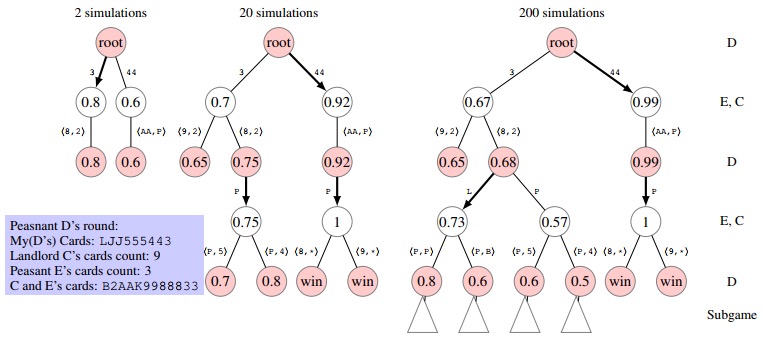 2 simulations 20 simulations 200 simulations
root root root D
3 44 3 44 3 44
0.8 0.6 0.7 0.92 0.67 0.99 E, C
⟨8,2⟩ ⟨AA,P⟩ ⟨9,2⟩ ⟨8,2⟩ ⟨AA,P⟩ ⟨9,2⟩ ⟨8,2⟩ ⟨AA,P⟩
0.8 0.6 0.65 0.75 0.92 0.65 0.68 0.99 D
P P L P P
0.75 1 0.73 0.57 1 E, C
⟨P,5⟩ ⟨P,4⟩ ⟨8,*⟩ ⟨9,*⟩ ⟨P,P⟩ ⟨P,B⟩ ⟨P,5⟩ ⟨P,4⟩ ⟨8,*⟩ ⟨9,*⟩
0.7 0.8 win win 0.8 0.6 0.6 0.5 win win D
Subgame
Peasnant D's round:
My(D's) Cards: LJJ555443
Landlord C's cards count: 9
Peasant E's cards count: 3
C and E's cards: B2AAK9988833